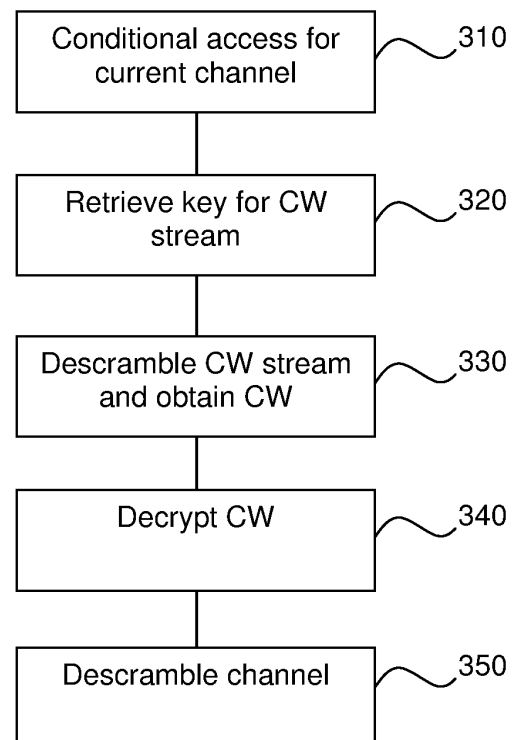 Conditional access for
current channel
310
Retrieve key for CW
stream
320
Descramble CW stream
and obtain CW
330
Decrypt CW
340
Descramble channel
350